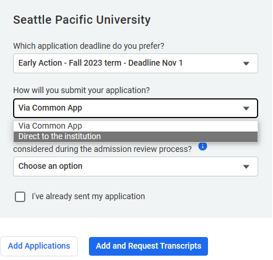 Seattle Pacific University
Which application deadline do you prefer?
Early Action - Fall 2023 term - Deadline Nov 1
How will you submit your application?
Via Common App
Via Common App
Direct to the institution
considered during the admission review process?
Choose an option
I've already sent my application
Add Applications
Add and Request Transcripts